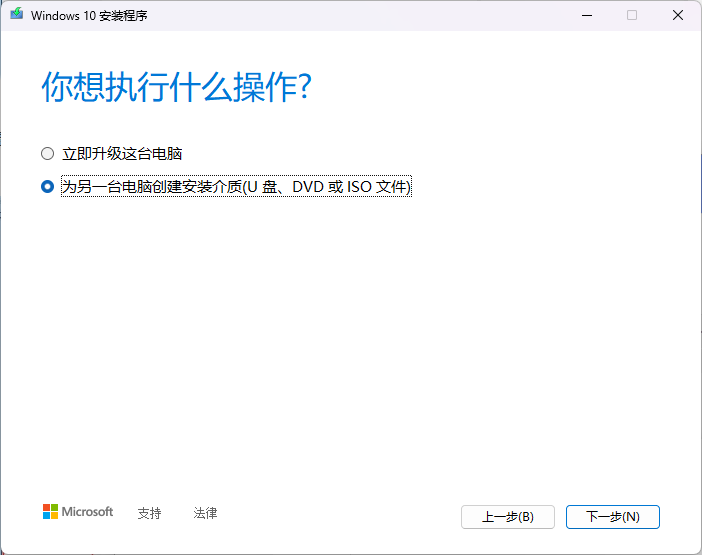 Windows 10 安装程序
你想执行什么操作?
立即升级这台电脑
为另一台电脑创建安装介质(U 盘、DVD 或 ISO 文件)
Microsoft 支持 法律 上一步(B) 下一步(N)